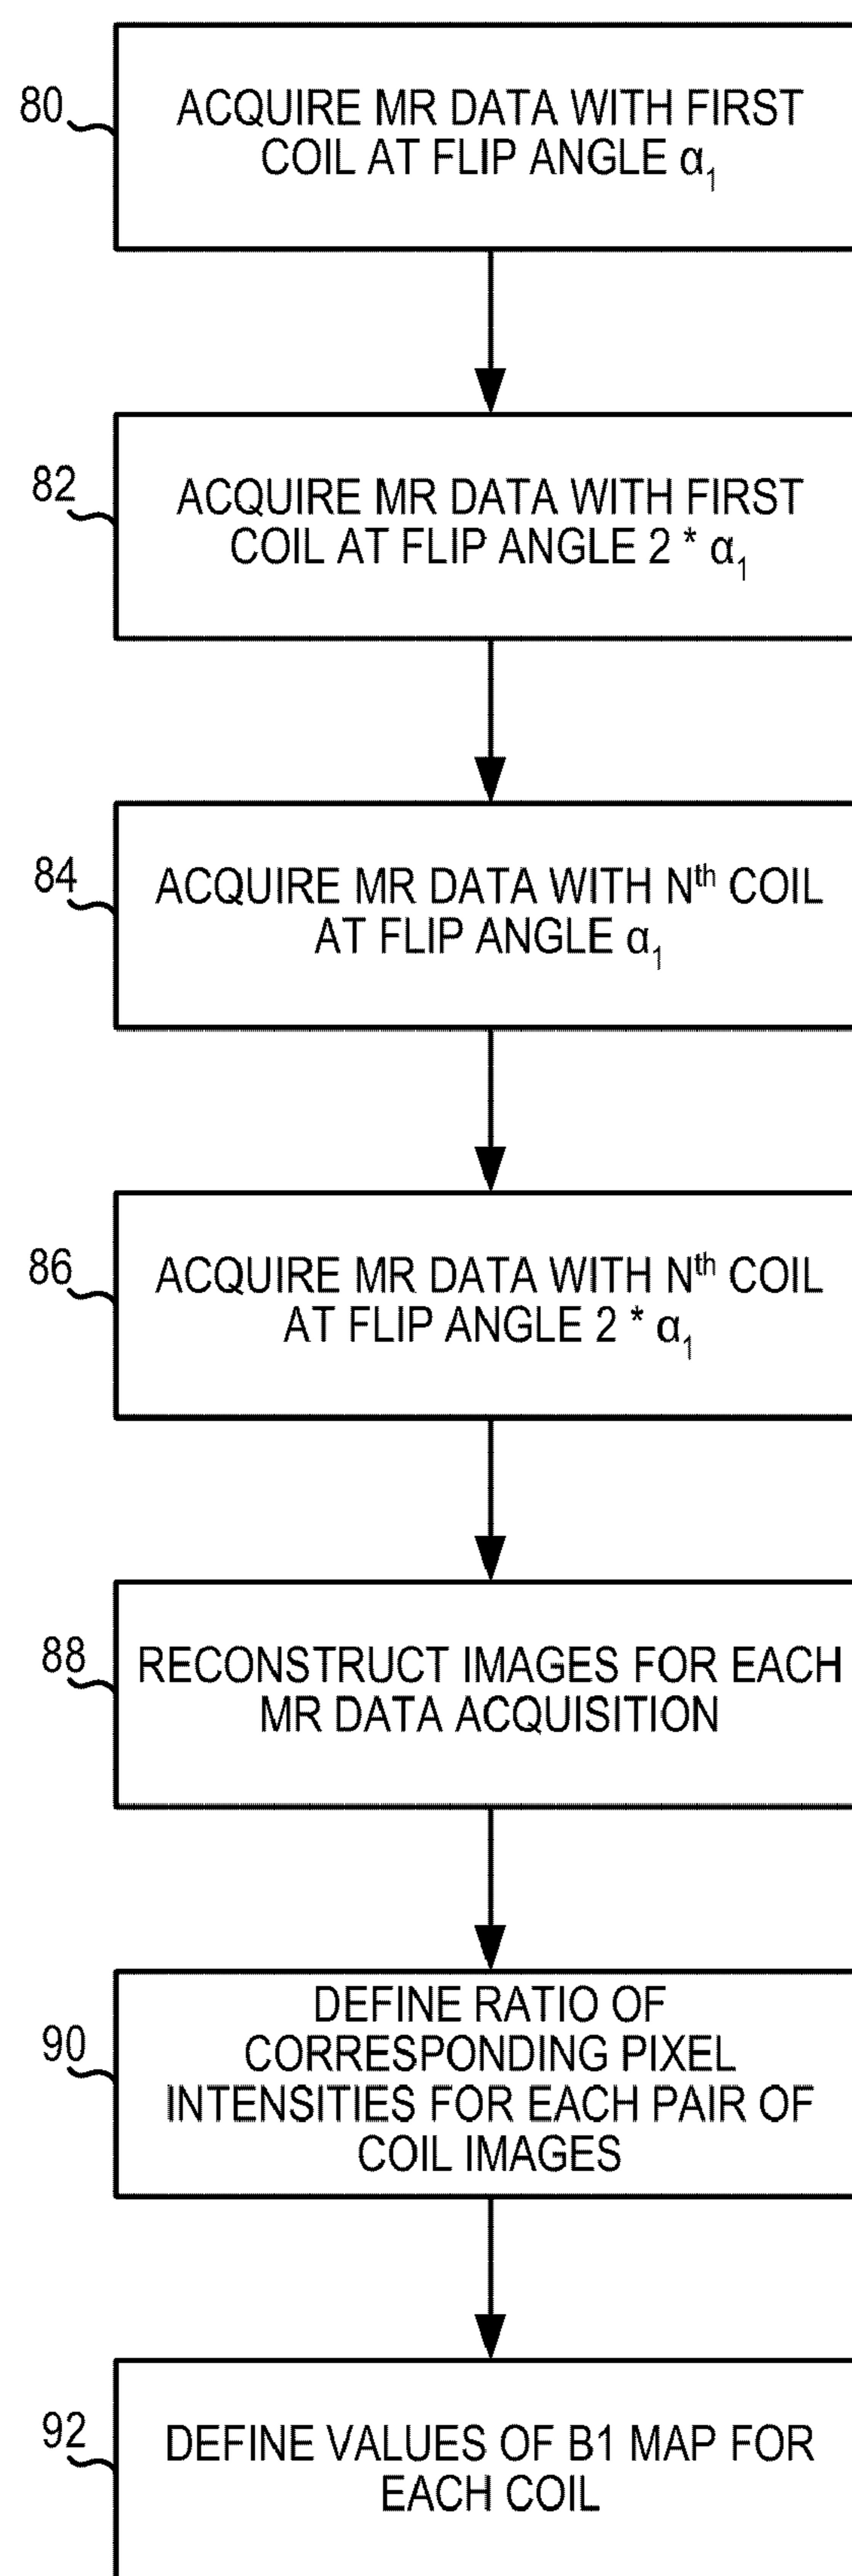 80
ACQUIRE MR DATA WITH FIRST
COIL AT FLIP ANGLE α₁
82
ACQUIRE MR DATA WITH FIRST
COIL AT FLIP ANGLE 2 * α₁
84
ACQUIRE MR DATA WITH Nᵗʰ COIL
AT FLIP ANGLE α₁
86
ACQUIRE MR DATA WITH Nᵗʰ COIL
AT FLIP ANGLE 2 * α₁
88
RECONSTRUCT IMAGES FOR EACH
MR DATA ACQUISITION
90
DEFINE RATIO OF
CORRESPONDING PIXEL
INTENSITIES FOR EACH PAIR OF
COIL IMAGES
92
DEFINE VALUES OF B1 MAP FOR
EACH COIL